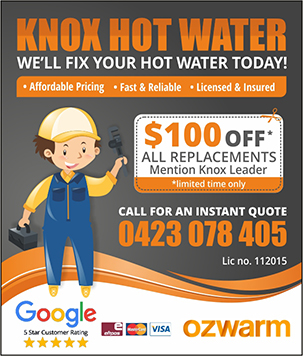 KNOX HOT WATER
WE'LL FIX YOUR HOT WATER TODAY!
• Affordable Pricing • Fast & Reliable • Licensed & Insured
$100 OFF*
ALL REPLACEMENTS
Mention Knox Leader
*limited time only
CALL FOR AN INSTANT QUOTE
0423 078 405
Lic no. 112015
Google
5 Star Customer Rating
eftpos
MasterCard
VISA
ozwarm